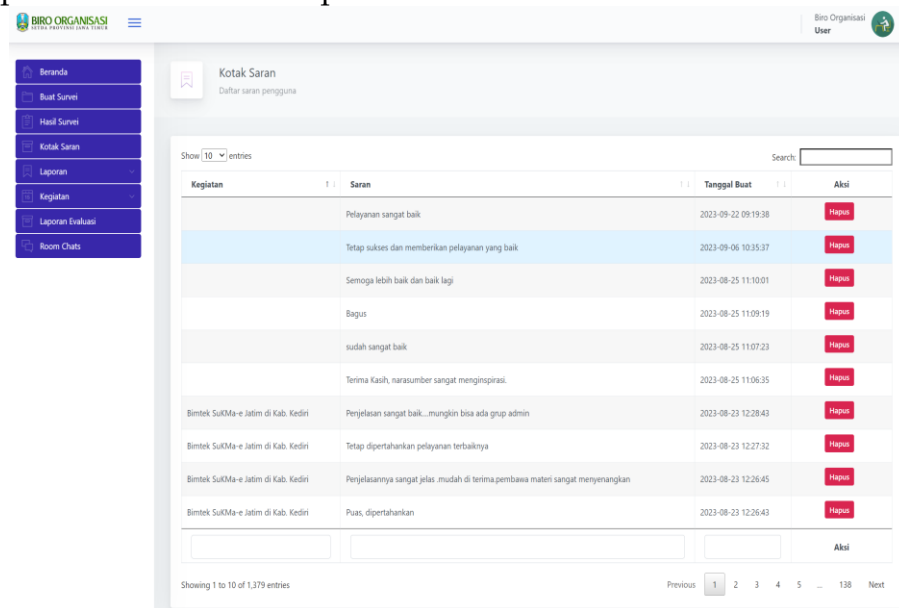 BIRO ORGANISASI
SETDA PROVINSI JAWA TIMUR
Biro Organisasi
User
Beranda
Buat Survei
Hasil Survei
Kotak Saran
Laporan
Kegiatan
Laporan Evaluasi
Room Chats
Kotak Saran
Daftar saran pengguna
Show 10 entries Search:
Kegiatan Saran Tanggal Buat Aksi
Pelayanan sangat baik 2023-09-22 09:19:38 Hapus
Tetap sukses dan memberikan pelayanan yang baik 2023-09-06 10:35:37 Hapus
Semoga lebih baik dan baik lagi 2023-08-25 11:10:01 Hapus
Bagus 2023-08-25 11:09:19 Hapus
sudah sangat baik 2023-08-25 11:07:23 Hapus
Terima Kasih, narasumber sangat menginspirasi. 2023-08-25 11:06:35 Hapus
Bimtek SuKMa-e Jatim di Kab. Kediri Penjelasan sangat baik...mungkin bisa ada grup admin 2023-08-23 12:28:43 Hapus
Bimtek SuKMa-e Jatim di Kab. Kediri Tetap dipertahankan pelayanan terbaiknya 2023-08-23 12:27:32 Hapus
Bimtek SuKMa-e Jatim di Kab. Kediri Penjelasannya sangat jelas .mudah di terima.pembawa materi sangat menyenangkan 2023-08-23 12:26:45 Hapus
Bimtek SuKMa-e Jatim di Kab. Kediri Puas, dipertahankan 2023-08-23 12:26:43 Hapus
Aksi
Showing 1 to 10 of 1,379 entries Previous 1 2 3 4 5 ... 138 Next